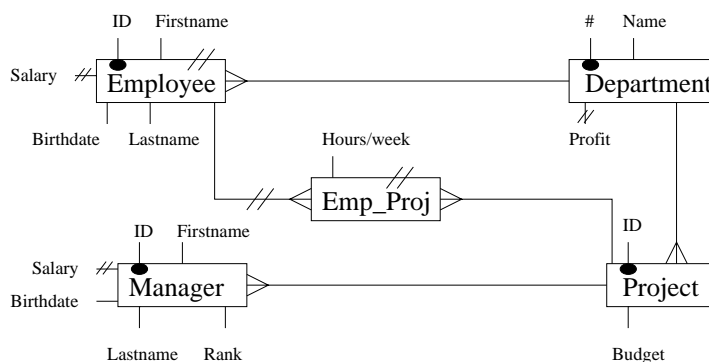 ID Firstname # Name
Salary Employee Department
Birthdate Lastname Profit
Hours/week
Emp_Proj
ID Firstname ID
Salary
Manager Project
Birthdate
Lastname Rank Budget